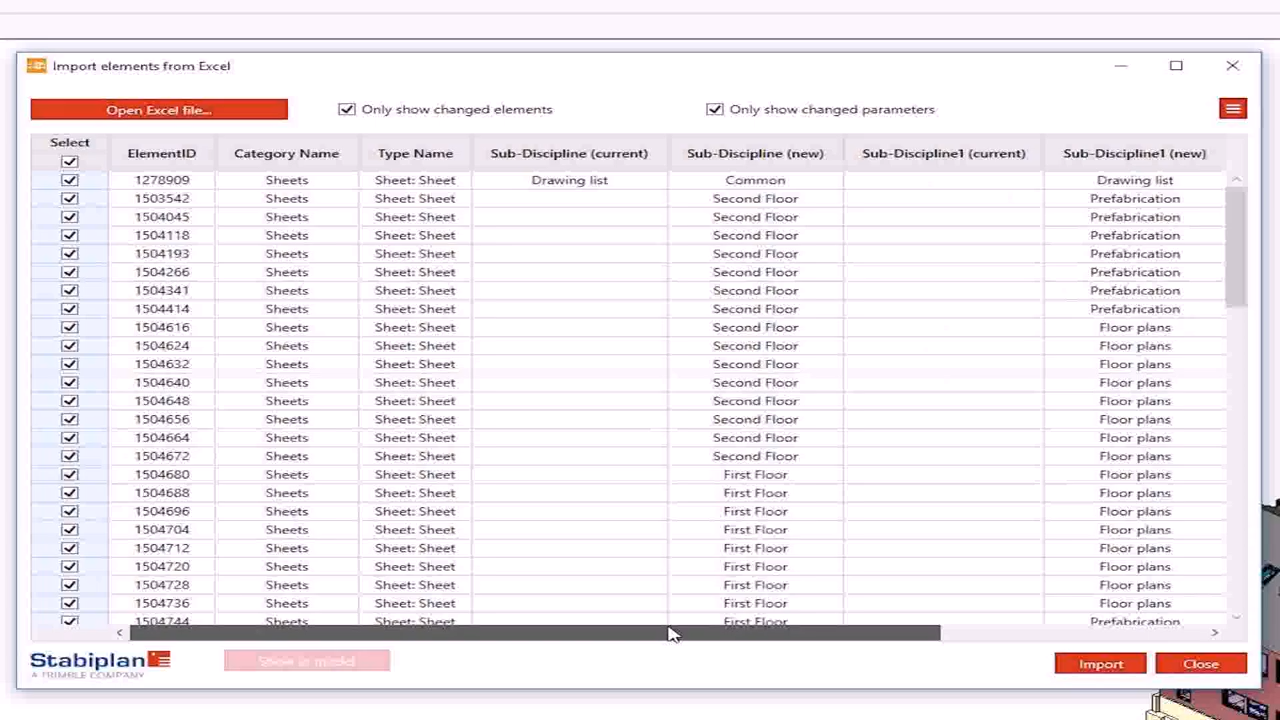 Import elements from Excel
Open Excel file... Only show changed elements Only show changed parameters
Select ElementID Category Name Type Name Sub-Discipline (current) Sub-Discipline (new) Sub-Discipline1 (current) Sub-Discipline1 (new)
1278909 Sheets Sheet: Sheet Drawing list Common Drawing list
1503542 Sheets Sheet: Sheet Second Floor Prefabrication
1504045 Sheets Sheet: Sheet Second Floor Prefabrication
1504118 Sheets Sheet: Sheet Second Floor Prefabrication
1504193 Sheets Sheet: Sheet Second Floor Prefabrication
1504266 Sheets Sheet: Sheet Second Floor Prefabrication
1504341 Sheets Sheet: Sheet Second Floor Prefabrication
1504414 Sheets Sheet: Sheet Second Floor Prefabrication
1504616 Sheets Sheet: Sheet Second Floor Floor plans
1504624 Sheets Sheet: Sheet Second Floor Floor plans
1504632 Sheets Sheet: Sheet Second Floor Floor plans
1504640 Sheets Sheet: Sheet Second Floor Floor plans
1504648 Sheets Sheet: Sheet Second Floor Floor plans
1504656 Sheets Sheet: Sheet Second Floor Floor plans
1504664 Sheets Sheet: Sheet Second Floor Floor plans
1504672 Sheets Sheet: Sheet Second Floor Floor plans
1504680 Sheets Sheet: Sheet First Floor Floor plans
1504688 Sheets Sheet: Sheet First Floor Floor plans
1504696 Sheets Sheet: Sheet First Floor Floor plans
1504704 Sheets Sheet: Sheet First Floor Floor plans
1504712 Sheets Sheet: Sheet First Floor Floor plans
1504720 Sheets Sheet: Sheet First Floor Floor plans
1504728 Sheets Sheet: Sheet First Floor Floor plans
1504736 Sheets Sheet: Sheet First Floor Floor plans
1504744 Sheets Sheet: Sheet First Floor Prefabrication
Stabiplan Show in model Import Close
A TRIMBLE COMPANY